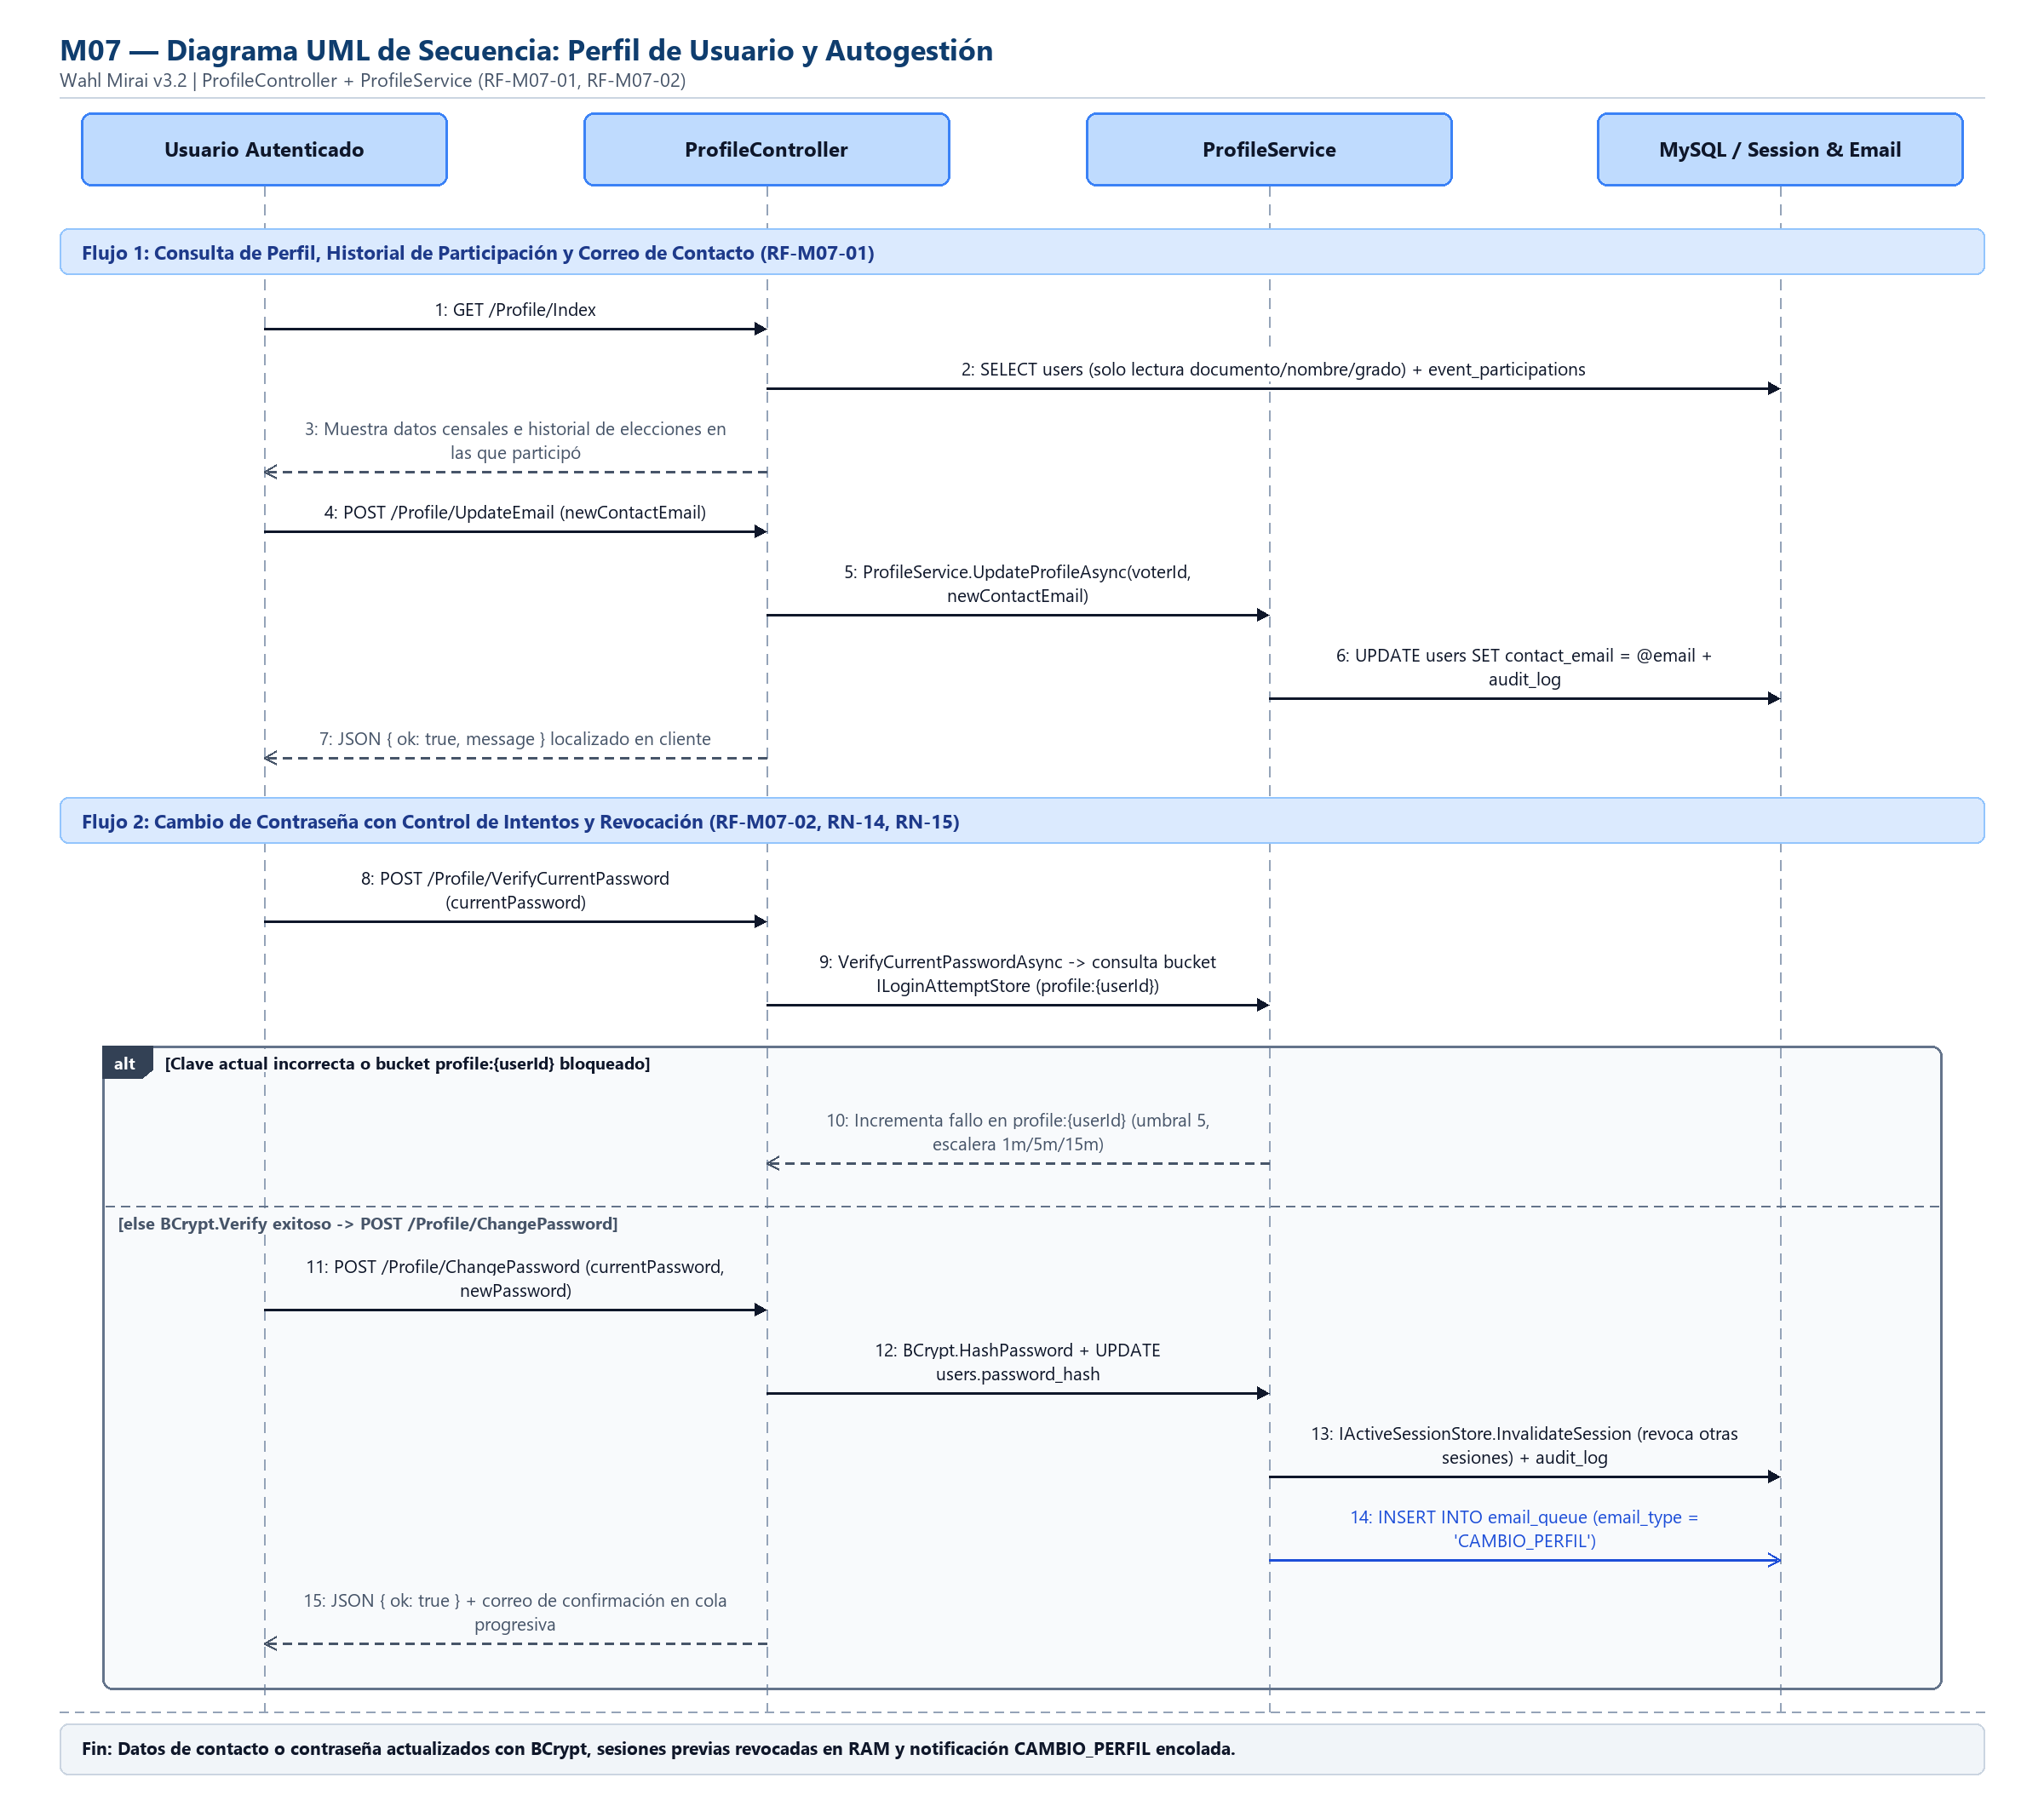 M07 — Diagrama UML de Secuencia: Perfil de Usuario y Autogestión
Wahl Mirai v3.2 | ProfileController + ProfileService (RF-M07-01, RF-M07-02)
Usuario Autenticado
ProfileController
ProfileService
MySQL / Session & Email
Flujo 1: Consulta de Perfil, Historial de Participación y Correo de Contacto (RF-M07-01)
1: GET /Profile/Index
2: SELECT users (solo lectura documento/nombre/grado) + event_participations
3: Muestra datos censales e historial de elecciones en
las que participó
4: POST /Profile/UpdateEmail (newContactEmail)
5: ProfileService.UpdateProfileAsync(voterId,
newContactEmail)
6: UPDATE users SET contact_email = @email +
audit_log
7: JSON { ok: true, message } localizado en cliente
Flujo 2: Cambio de Contraseña con Control de Intentos y Revocación (RF-M07-02, RN-14, RN-15)
8: POST /Profile/VerifyCurrentPassword
(currentPassword)
9: VerifyCurrentPasswordAsync -> consulta bucket
ILoginAttemptStore (profile:{userId})
alt [Clave actual incorrecta o bucket profile:{userId} bloqueado]
10: Incrementa fallo en profile:{userId} (umbral 5,
escalera 1m/5m/15m)
[else BCrypt.Verify exitoso -> POST /Profile/ChangePassword]
11: POST /Profile/ChangePassword (currentPassword,
newPassword)
12: BCrypt.HashPassword + UPDATE
users.password_hash
13: IActiveSessionStore.InvalidateSession (revoca otras
sesiones) + audit_log
14: INSERT INTO email_queue (email_type =
'CAMBIO_PERFIL')
15: JSON { ok: true } + correo de confirmación en cola
progresiva
Fin: Datos de contacto o contraseña actualizados con BCrypt, sesiones previas revocadas en RAM y notificación CAMBIO_PERFIL encolada.